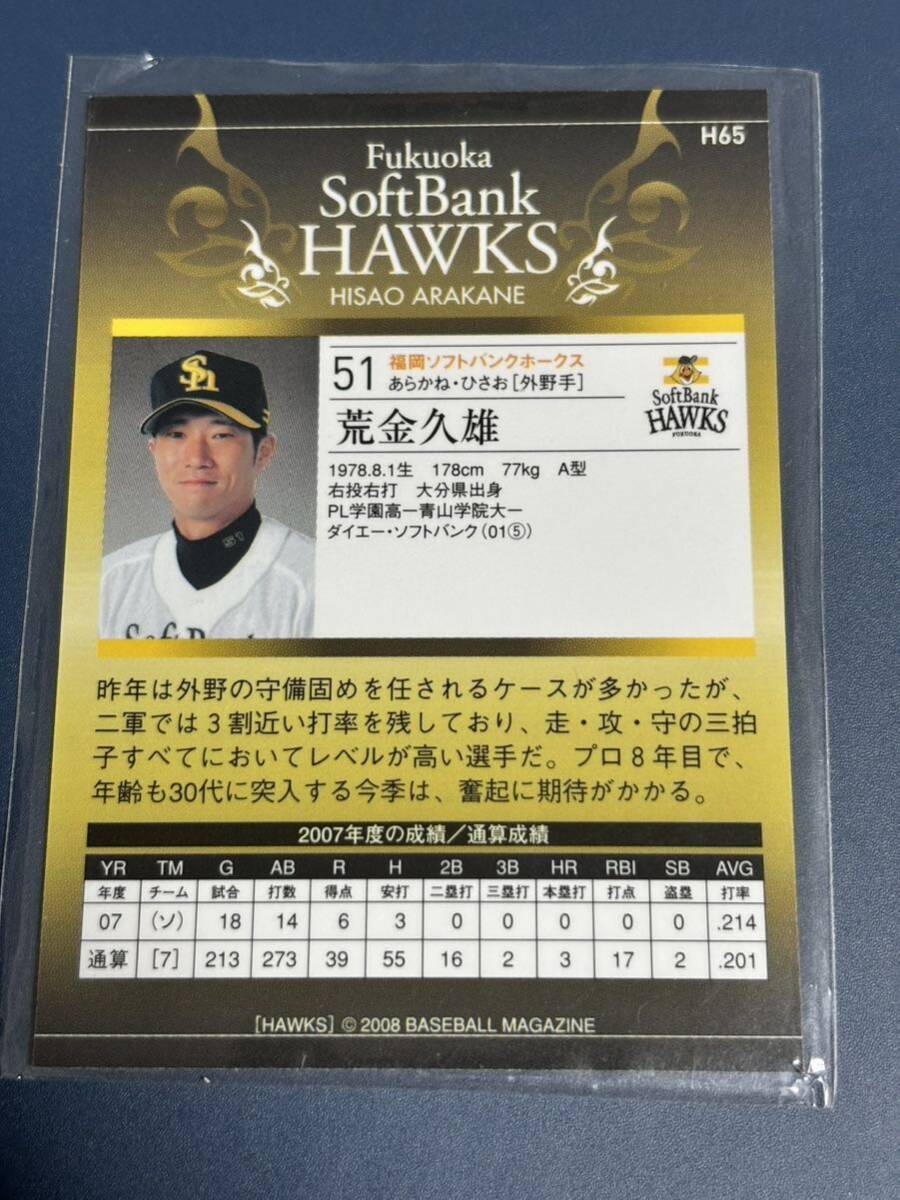 H65
Fukuoka
SoftBank
HAWKS
HISAO ARAKANE
51 福岡ソフトバンクホークス
あらかね・ひさお[外野手]
荒金久雄
SoftBank
HAWKS
FUKUOKA
1978.8.1生 178cm 77kg A型
右投右打 大分県出身
PL学園高ー青山学院大ー
ダイエー・ソフトバンク(01⑤)
昨年は外野の守備固めを任されるケースが多かったが、
二軍では3割近い打率を残しており、走・攻・守の三拍
子すべてにおいてレベルが高い選手だ。プロ8年目で、
年齢も30代に突入する今季は、奮起に期待がかかる。
2007年度の成績／通算成績
YR TM G AB R H 2B 3B HR RBI SB AVG
年度 チーム 試合 打数 得点 安打 二塁打 三塁打 本塁打 打点 盗塁 打率
07 (ソ) 18 14 6 3 0 0 0 0 0 .214
通算 [7] 213 273 39 55 16 2 3 17 2 .201
[HAWKS] © 2008 BASEBALL MAGAZINE